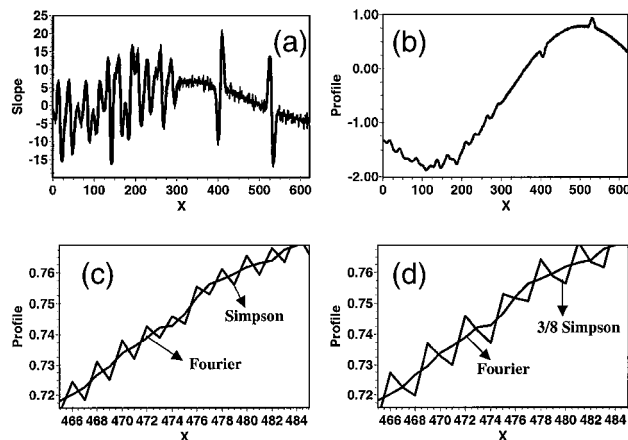 25
20
15
10
5
0
-5
-10
-15
Slope
(a)
0 100 200 300 400 500 600
X
1.00
0.00
-1.00
-2.00
Profile
(b)
0 100 200 300 400 500 600
X
0.76
0.75
0.74
0.73
0.72
Profile
(c)
Simpson
Fourier
466 468 470 472 474 476 478 480 482 484
X
0.76
0.75
0.74
0.73
0.72
Profile
(d)
3/8 Simpson
Fourier
466 468 470 472 474 476 478 480 482 484
X